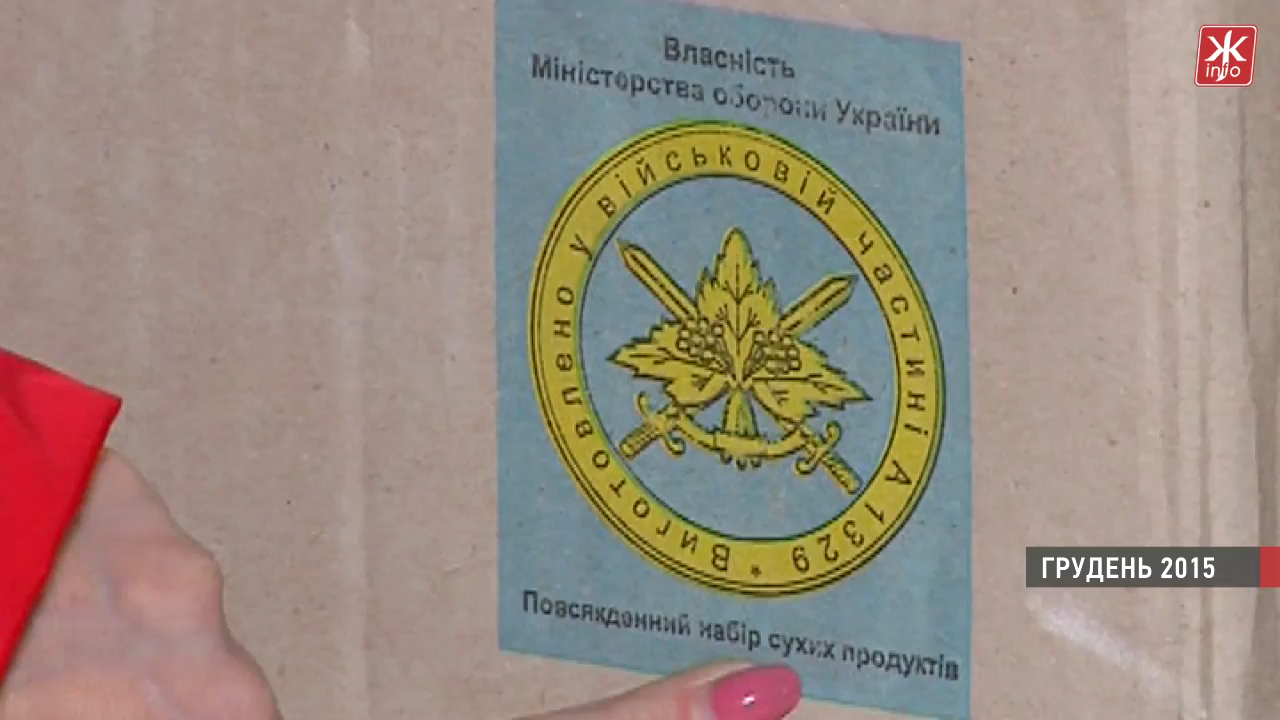 Власність
Міністерства оборони України
Виготовлено у військовій частині А1329 *
Повсякденний набір сухих продуктів
Ж
info
ГРУДЕНЬ 2015